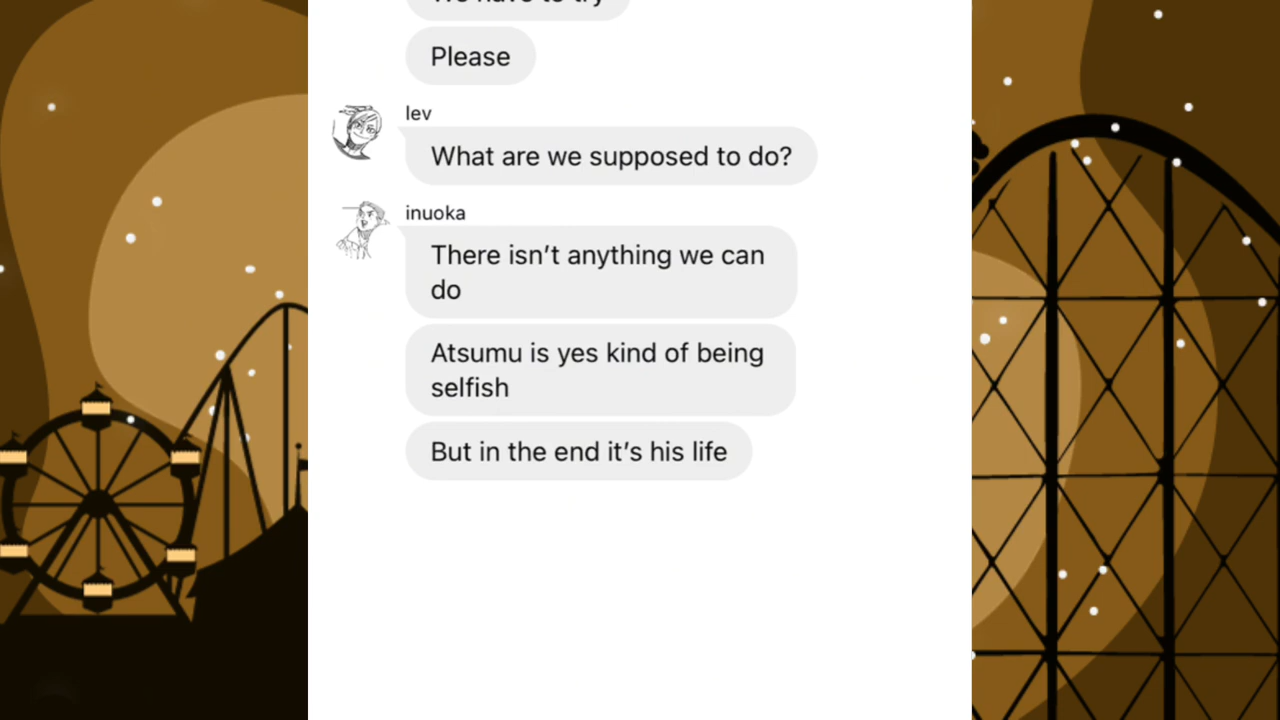 We have to try
Please
lev
What are we supposed to do?
inuoka
There isn’t anything we can
do
Atsumu is yes kind of being
selfish
But in the end it’s his life